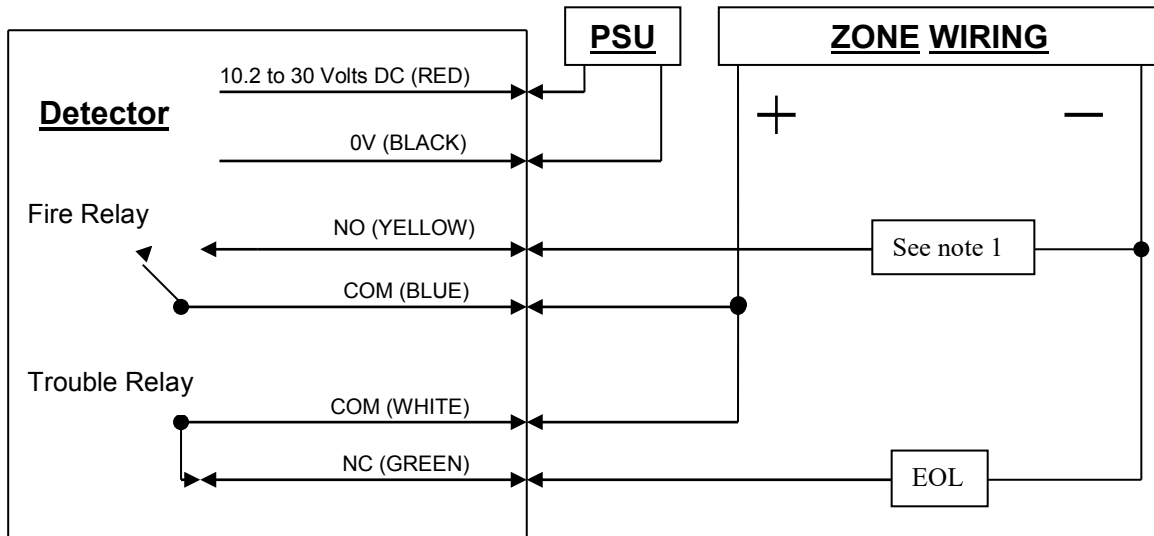 PSU
ZONE WIRING
10.2 to 30 Volts DC (RED)
Detector
+
—
0V (BLACK)
Fire Relay
NO (YELLOW)
See note 1
COM (BLUE)
Trouble Relay
COM (WHITE)
NC (GREEN)
EOL